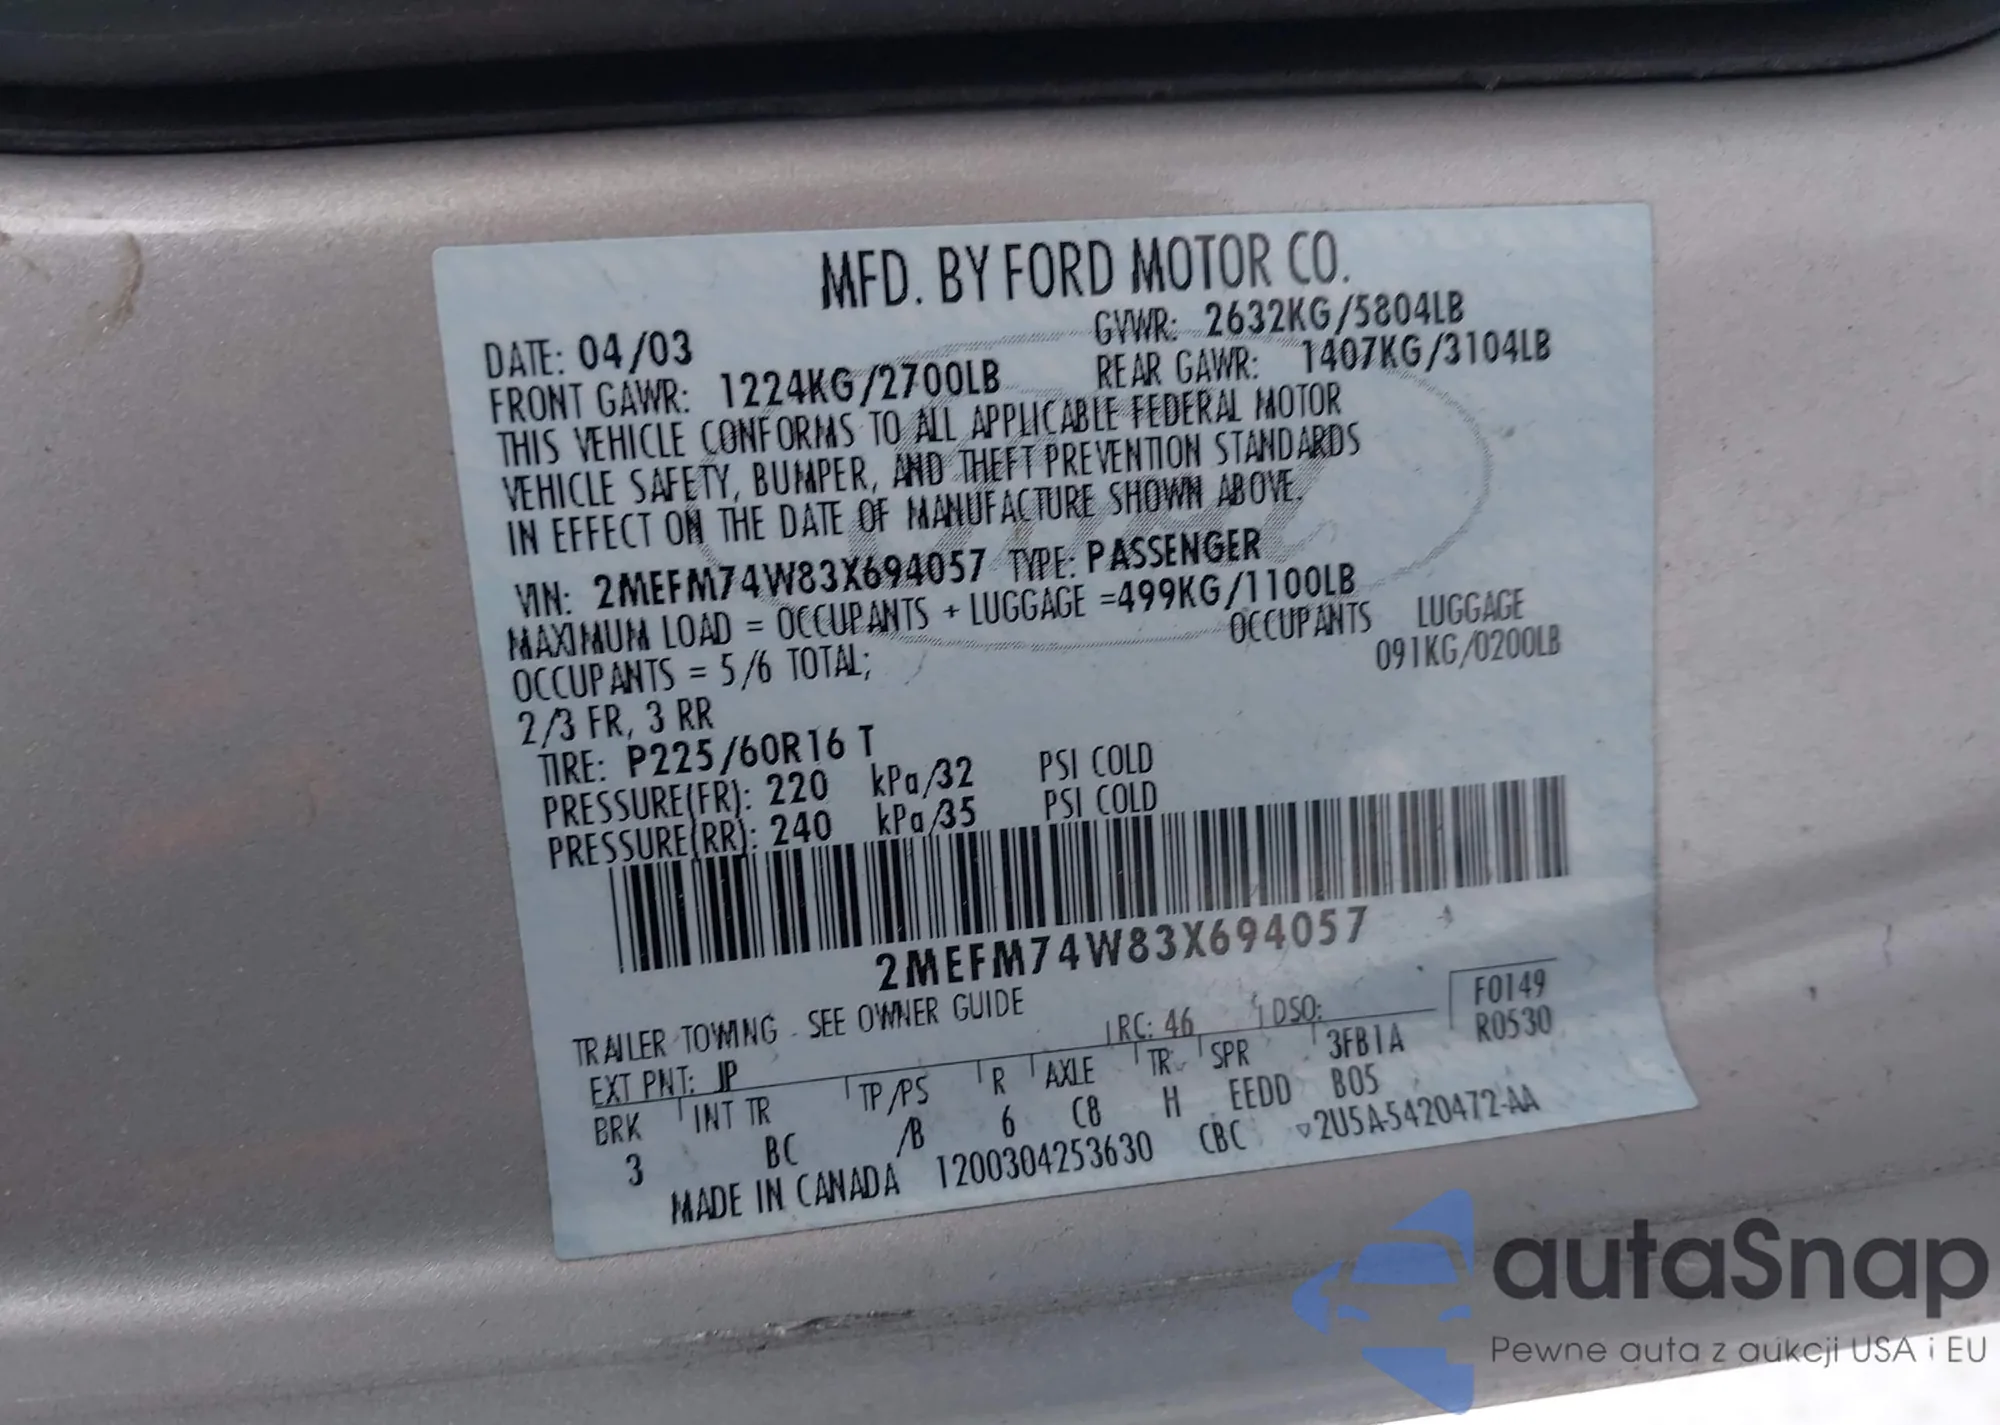 MFD. BY FORD MOTOR CO.
DATE: 04/03 GVWR: 2632KG/5804LB
FRONT GAWR: 1224KG/2700LB REAR GAWR: 1407KG/3104LB
THIS VEHICLE CONFORMS TO ALL APPLICABLE FEDERAL MOTOR
VEHICLE SAFETY, BUMPER, AND THEFT PREVENTION STANDARDS
IN EFFECT ON THE DATE OF MANUFACTURE SHOWN ABOVE.
VIN: 2MEFM74W83X694057 TYPE: PASSENGER
MAXIMUM LOAD = OCCUPANTS + LUGGAGE =499KG/1100LB
OCCUPANTS = 5/6 TOTAL; OCCUPANTS LUGGAGE
2/3 FR, 3 RR 091KG/0200LB
TIRE: P225/60R16 T
PRESSURE(FR): 220 kPa/32 PSI COLD
PRESSURE(RR): 240 kPa/35 PSI COLD
2MEFM74W83X694057
TRAILER TOWING - SEE OWNER GUIDE
EXT PNT: JP RC: 46 DSO: F0149
BRK INT TR TP/PS R AXLE TR SPR 3FB1A R0530
3 BC /B 6 C8 H EEDD B05
MADE IN CANADA 1200304253630 CBC ▽2U5A-5420472-AA
autaSnap
Pewne auta z aukcji USA i EU